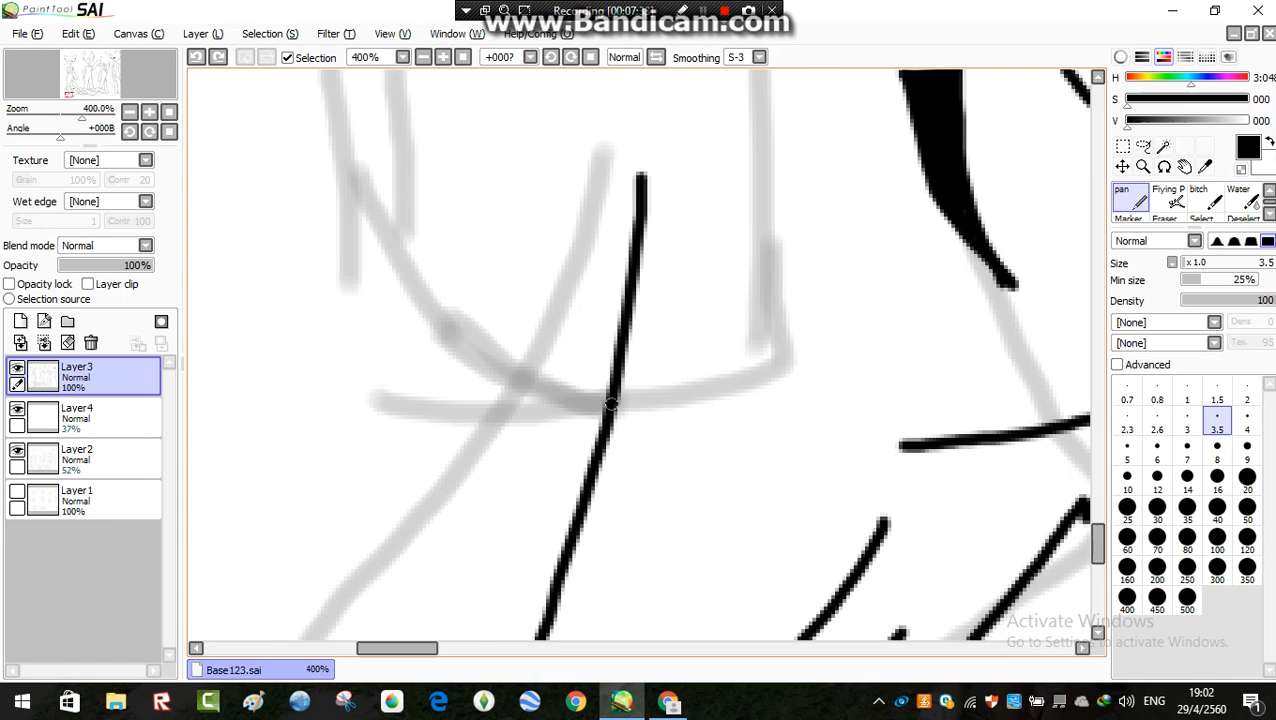 PaintTool SAI
Recording [00:07:
www.Bandicam.com
File (F) Edit (E) Canvas (C) Layer (L) Selection (S) Filter (T) View (V) Window (W) Help/Config (O)
Selection 400% +000? Normal Smoothing S-3
Zoom 400.0%
Angle +000B
Texture [None]
Grain 100% Contr 20
Wet edge [None]
Size 1 Contr 100
Blend mode Normal
Opacity 100%
Opacity lock Layer clip
Selection source
Layer3
Normal
100%
Layer4
Normal
37%
Layer2
Normal
52%
Layer1
Normal
100%
H
S 000
V 000
pan Flying P bitch Water
Marker Eraser Select Deselect
Normal
Size x 1.0 3.5
Min size 25%
Density 100
[None] Dens 0
[None] Tex. 95
Advanced
0.7 0.8 1 1.5 2
2.3 2.6 3 3.5 4
5 6 7 8 9
10 12 14 16 20
25 30 35 40 50
60 70 80 100 120
160 200 250 300 350
400 450 500
Activate Windows
Go to Settings to activate Windows.
Base123.sai 400%
ENG
19:02
29/4/2560